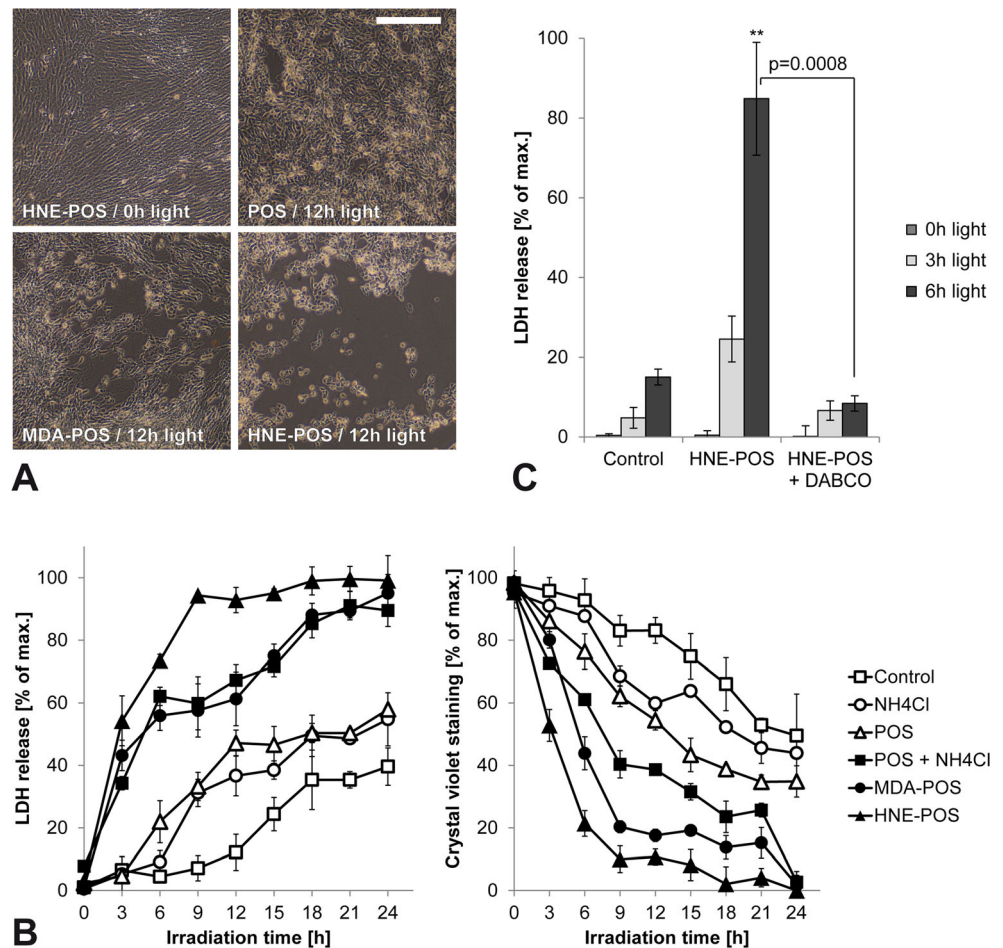 HNE-POS / 0h light
POS / 12h light
MDA-POS / 12h light
HNE-POS / 12h light
A
LDH release [% of max.]
100
80
60
40
20
0
**
p=0.0008
0h light
3h light
6h light
Control
HNE-POS
HNE-POS
+ DABCO
C
LDH release [% of max.]
100
80
60
40
20
0
0 3 6 9 12 15 18 21 24
Irradiation time [h]
B
Crystal violet staining [% of max.]
100
80
60
40
20
0
0 3 6 9 12 15 18 21 24
Irradiation time [h]
Control
NH4Cl
POS
POS + NH4Cl
MDA-POS
HNE-POS